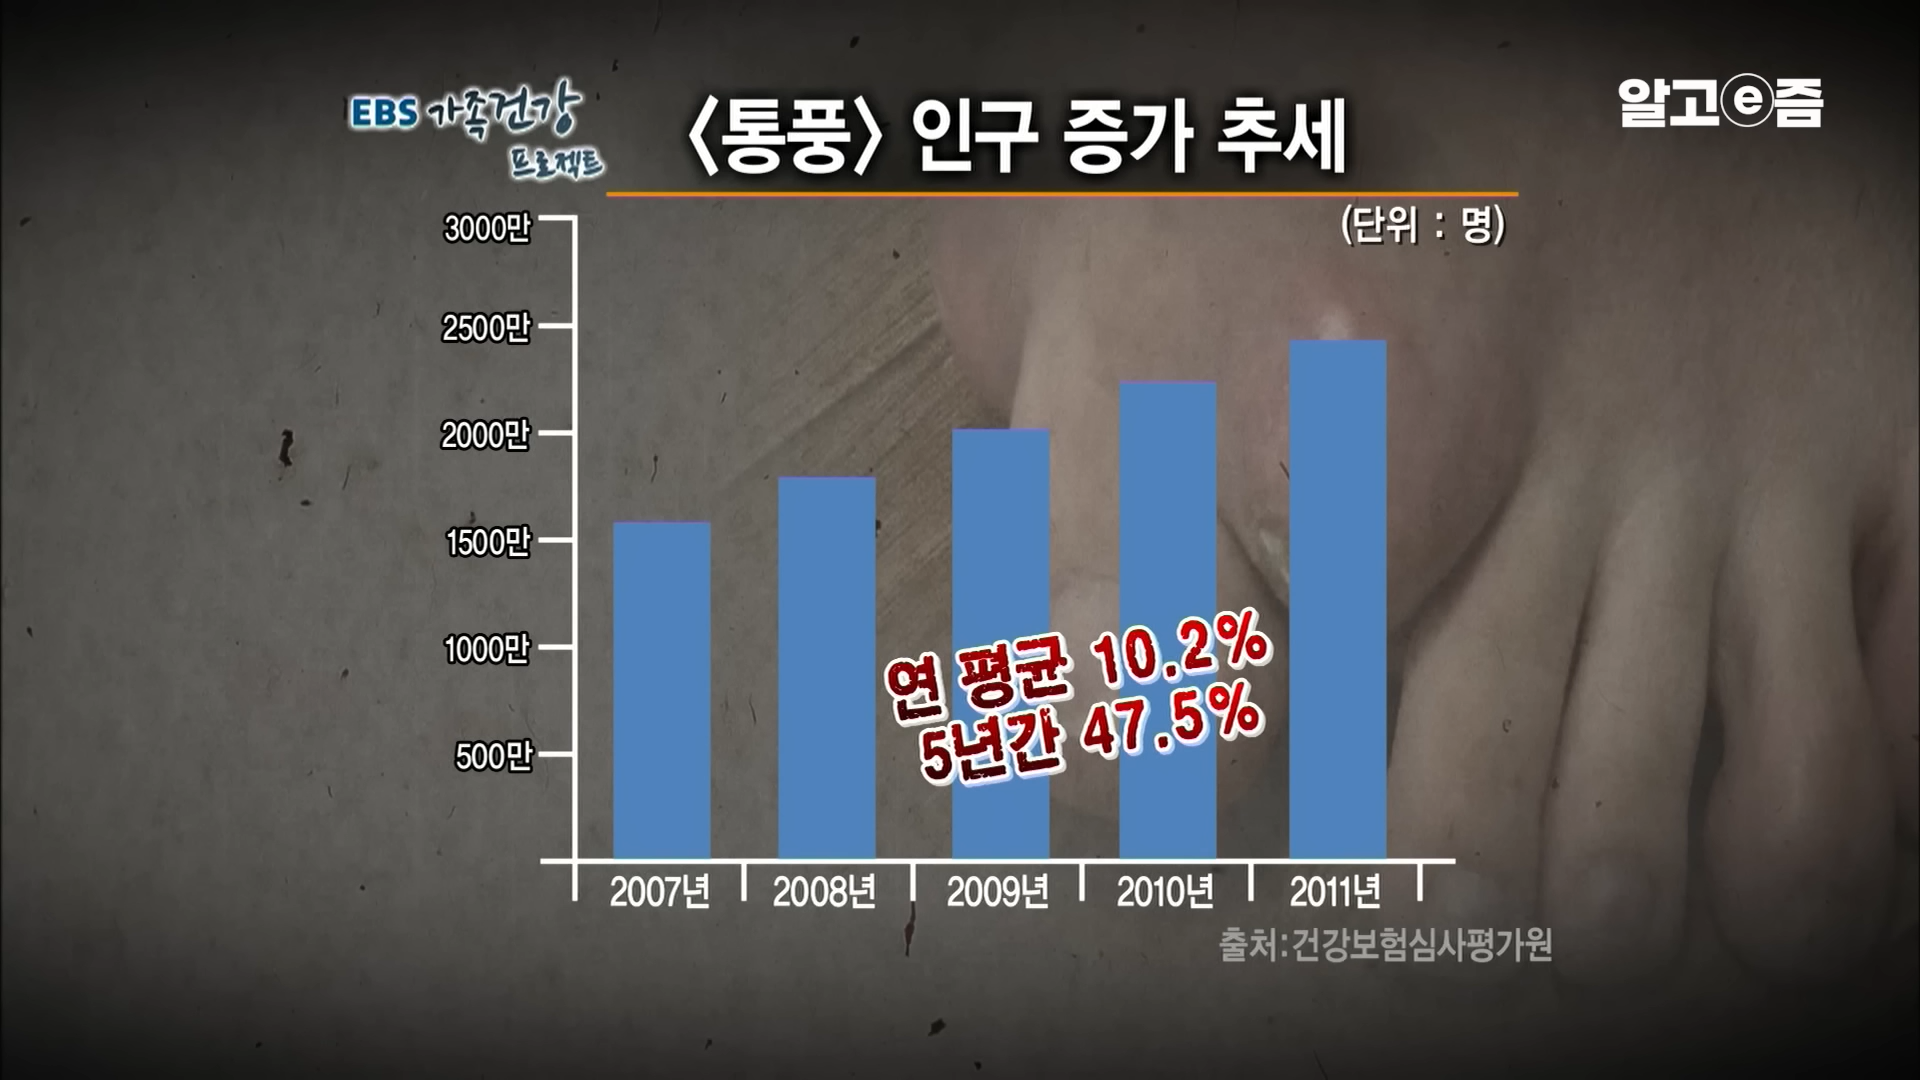 EBS 가족건강
프로젝트
<통풍> 인구 증가 추세
알고e즘
(단위 : 명)
3000만
2500만
2000만
1500만
1000만
500만
연 평균 10.2%
5년간 47.5%
2007년 2008년 2009년 2010년 2011년
출처:건강보험심사평가원